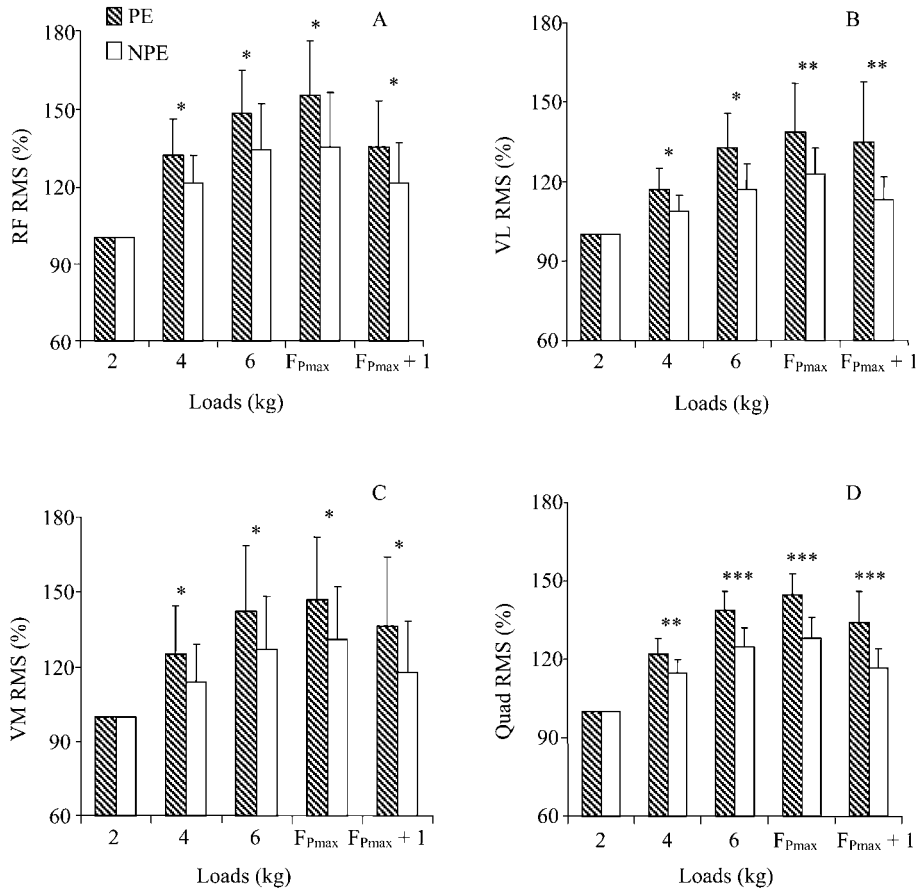 A
PE
NPE
180
150
120
90
60
RF RMS (%)
* * * *
2 4 6 FPmax FPmax + 1
Loads (kg)
B
180
150
120
90
60
VL RMS (%)
* * ** **
2 4 6 FPmax FPmax + 1
Loads (kg)
C
180
150
120
90
60
VM RMS (%)
* * * *
2 4 6 FPmax FPmax + 1
Loads (kg)
D
180
150
120
90
60
Quad RMS (%)
** *** *** ***
2 4 6 FPmax FPmax + 1
Loads (kg)